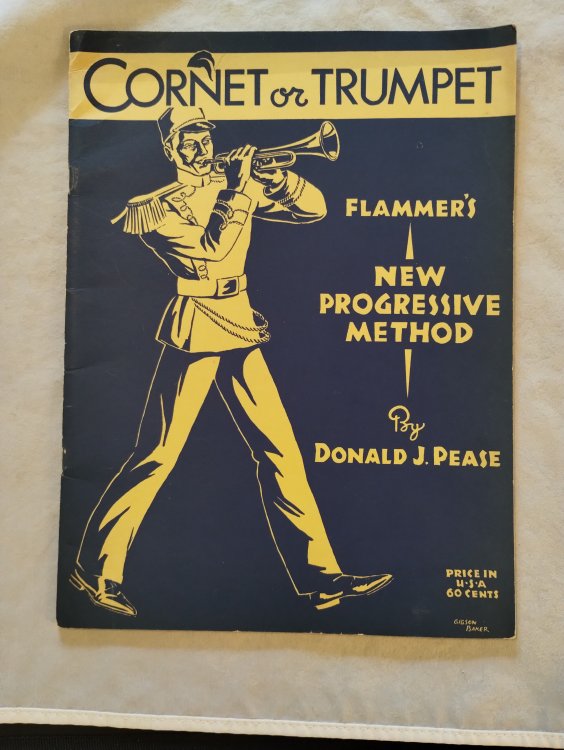 CORNET or TRUMPET
FLAMMER'S
NEW
PROGRESSIVE
METHOD
By
DONALD J. PEASE
PRICE IN
U·S·A
60 CENTS
GIBSON
BAKER